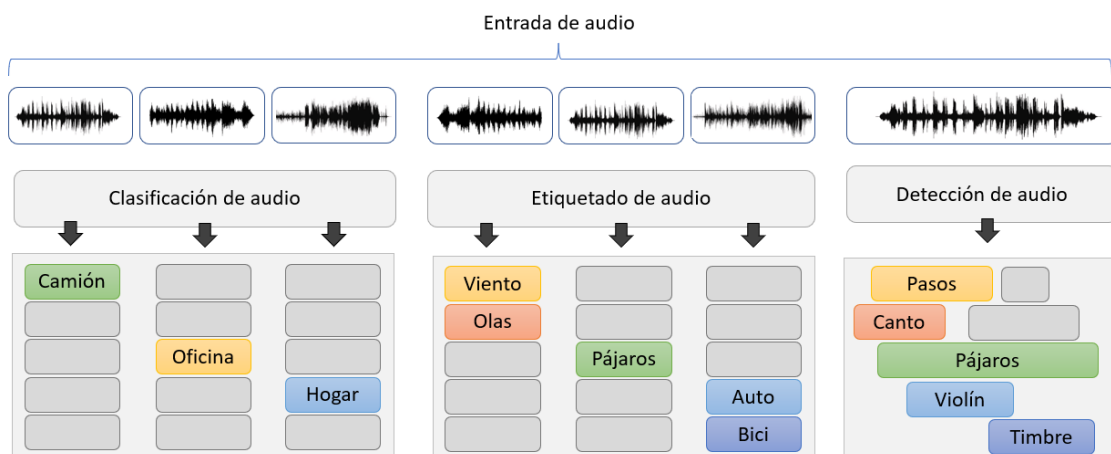 Entrada de audio
Clasificación de audio
Etiquetado de audio
Detección de audio
Camión
Oficina
Hogar
Viento
Olas
Pájaros
Auto
Bici
Pasos
Canto
Pájaros
Violín
Timbre